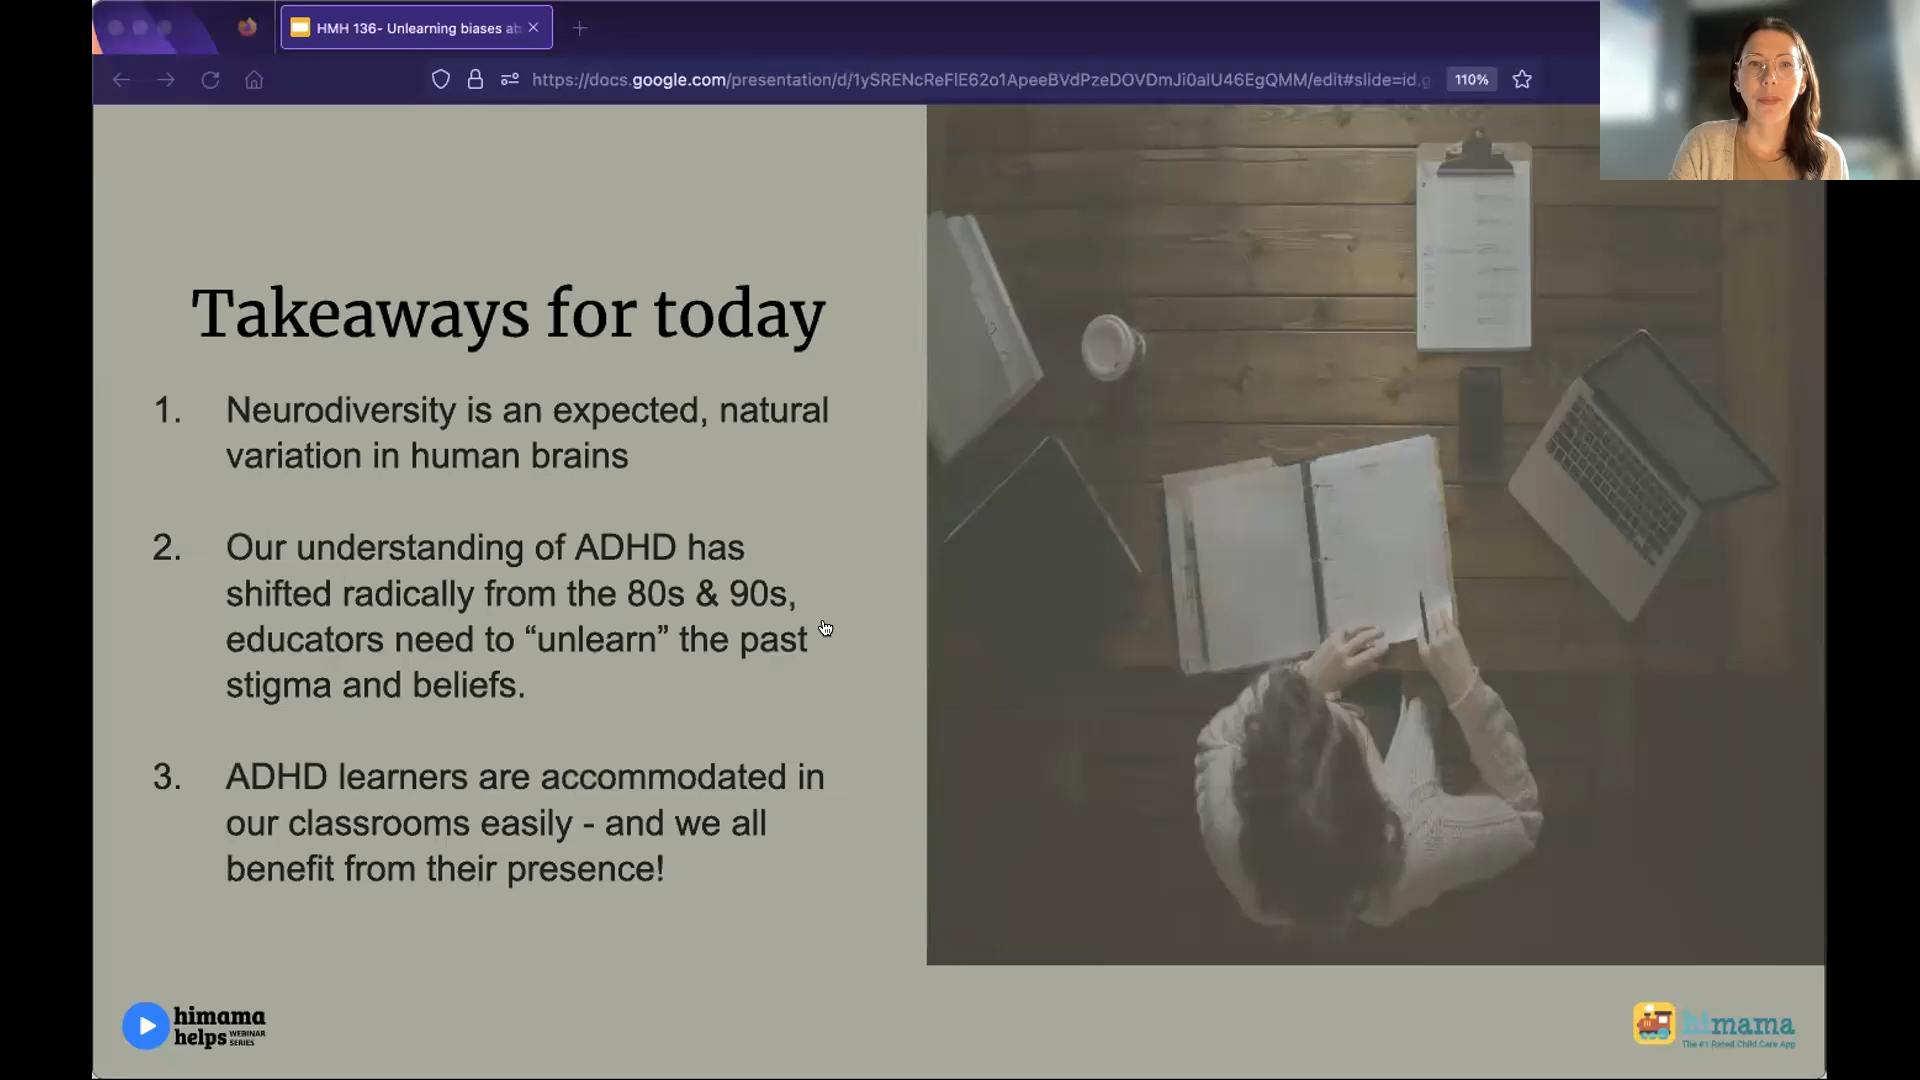 HMH 136- Unlearning biases ab
https://docs.google.com/presentation/d/1ySRENcReFlE62o1ApeeBVdPzeDOVDmJi0alU46EgQMM/edit#slide=id.g
110%
Takeaways for today
1. Neurodiversity is an expected, natural
variation in human brains
2. Our understanding of ADHD has
shifted radically from the 80s & 90s,
educators need to “unlearn” the past
stigma and beliefs.
3. ADHD learners are accommodated in
our classrooms easily - and we all
benefit from their presence!
himama
helps WEBINAR
SERIES
himama
The #1 Rated Child Care App